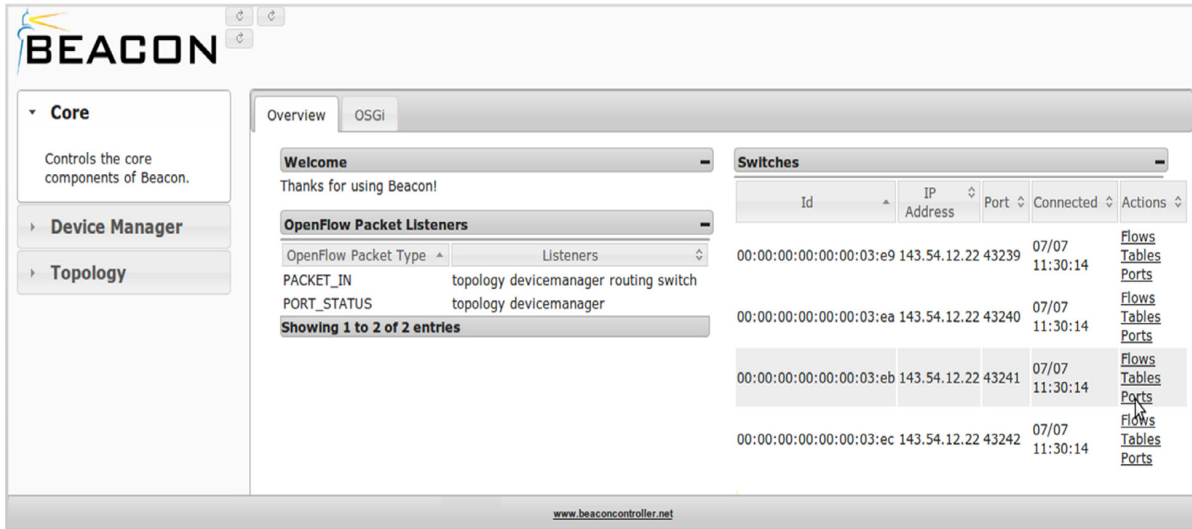 BEACON
Core
Controls the core
components of Beacon.
Device Manager
Topology
Overview
OSGi
Welcome
Thanks for using Beacon!
OpenFlow Packet Listeners
OpenFlow Packet Type Listeners
PACKET_IN topology devicemanager routing switch
PORT_STATUS topology devicemanager
Showing 1 to 2 of 2 entries
Switches
Id IP Address Port Connected Actions
00:00:00:00:00:00:03:e9 143.54.12.22 43239 07/07 11:30:14 Flows Tables Ports
00:00:00:00:00:00:03:ea 143.54.12.22 43240 07/07 11:30:14 Flows Tables Ports
00:00:00:00:00:00:03:eb 143.54.12.22 43241 07/07 11:30:14 Flows Tables Ports
00:00:00:00:00:00:03:ec 143.54.12.22 43242 07/07 11:30:14 Flows Tables Ports
www.beaconcontroller.net